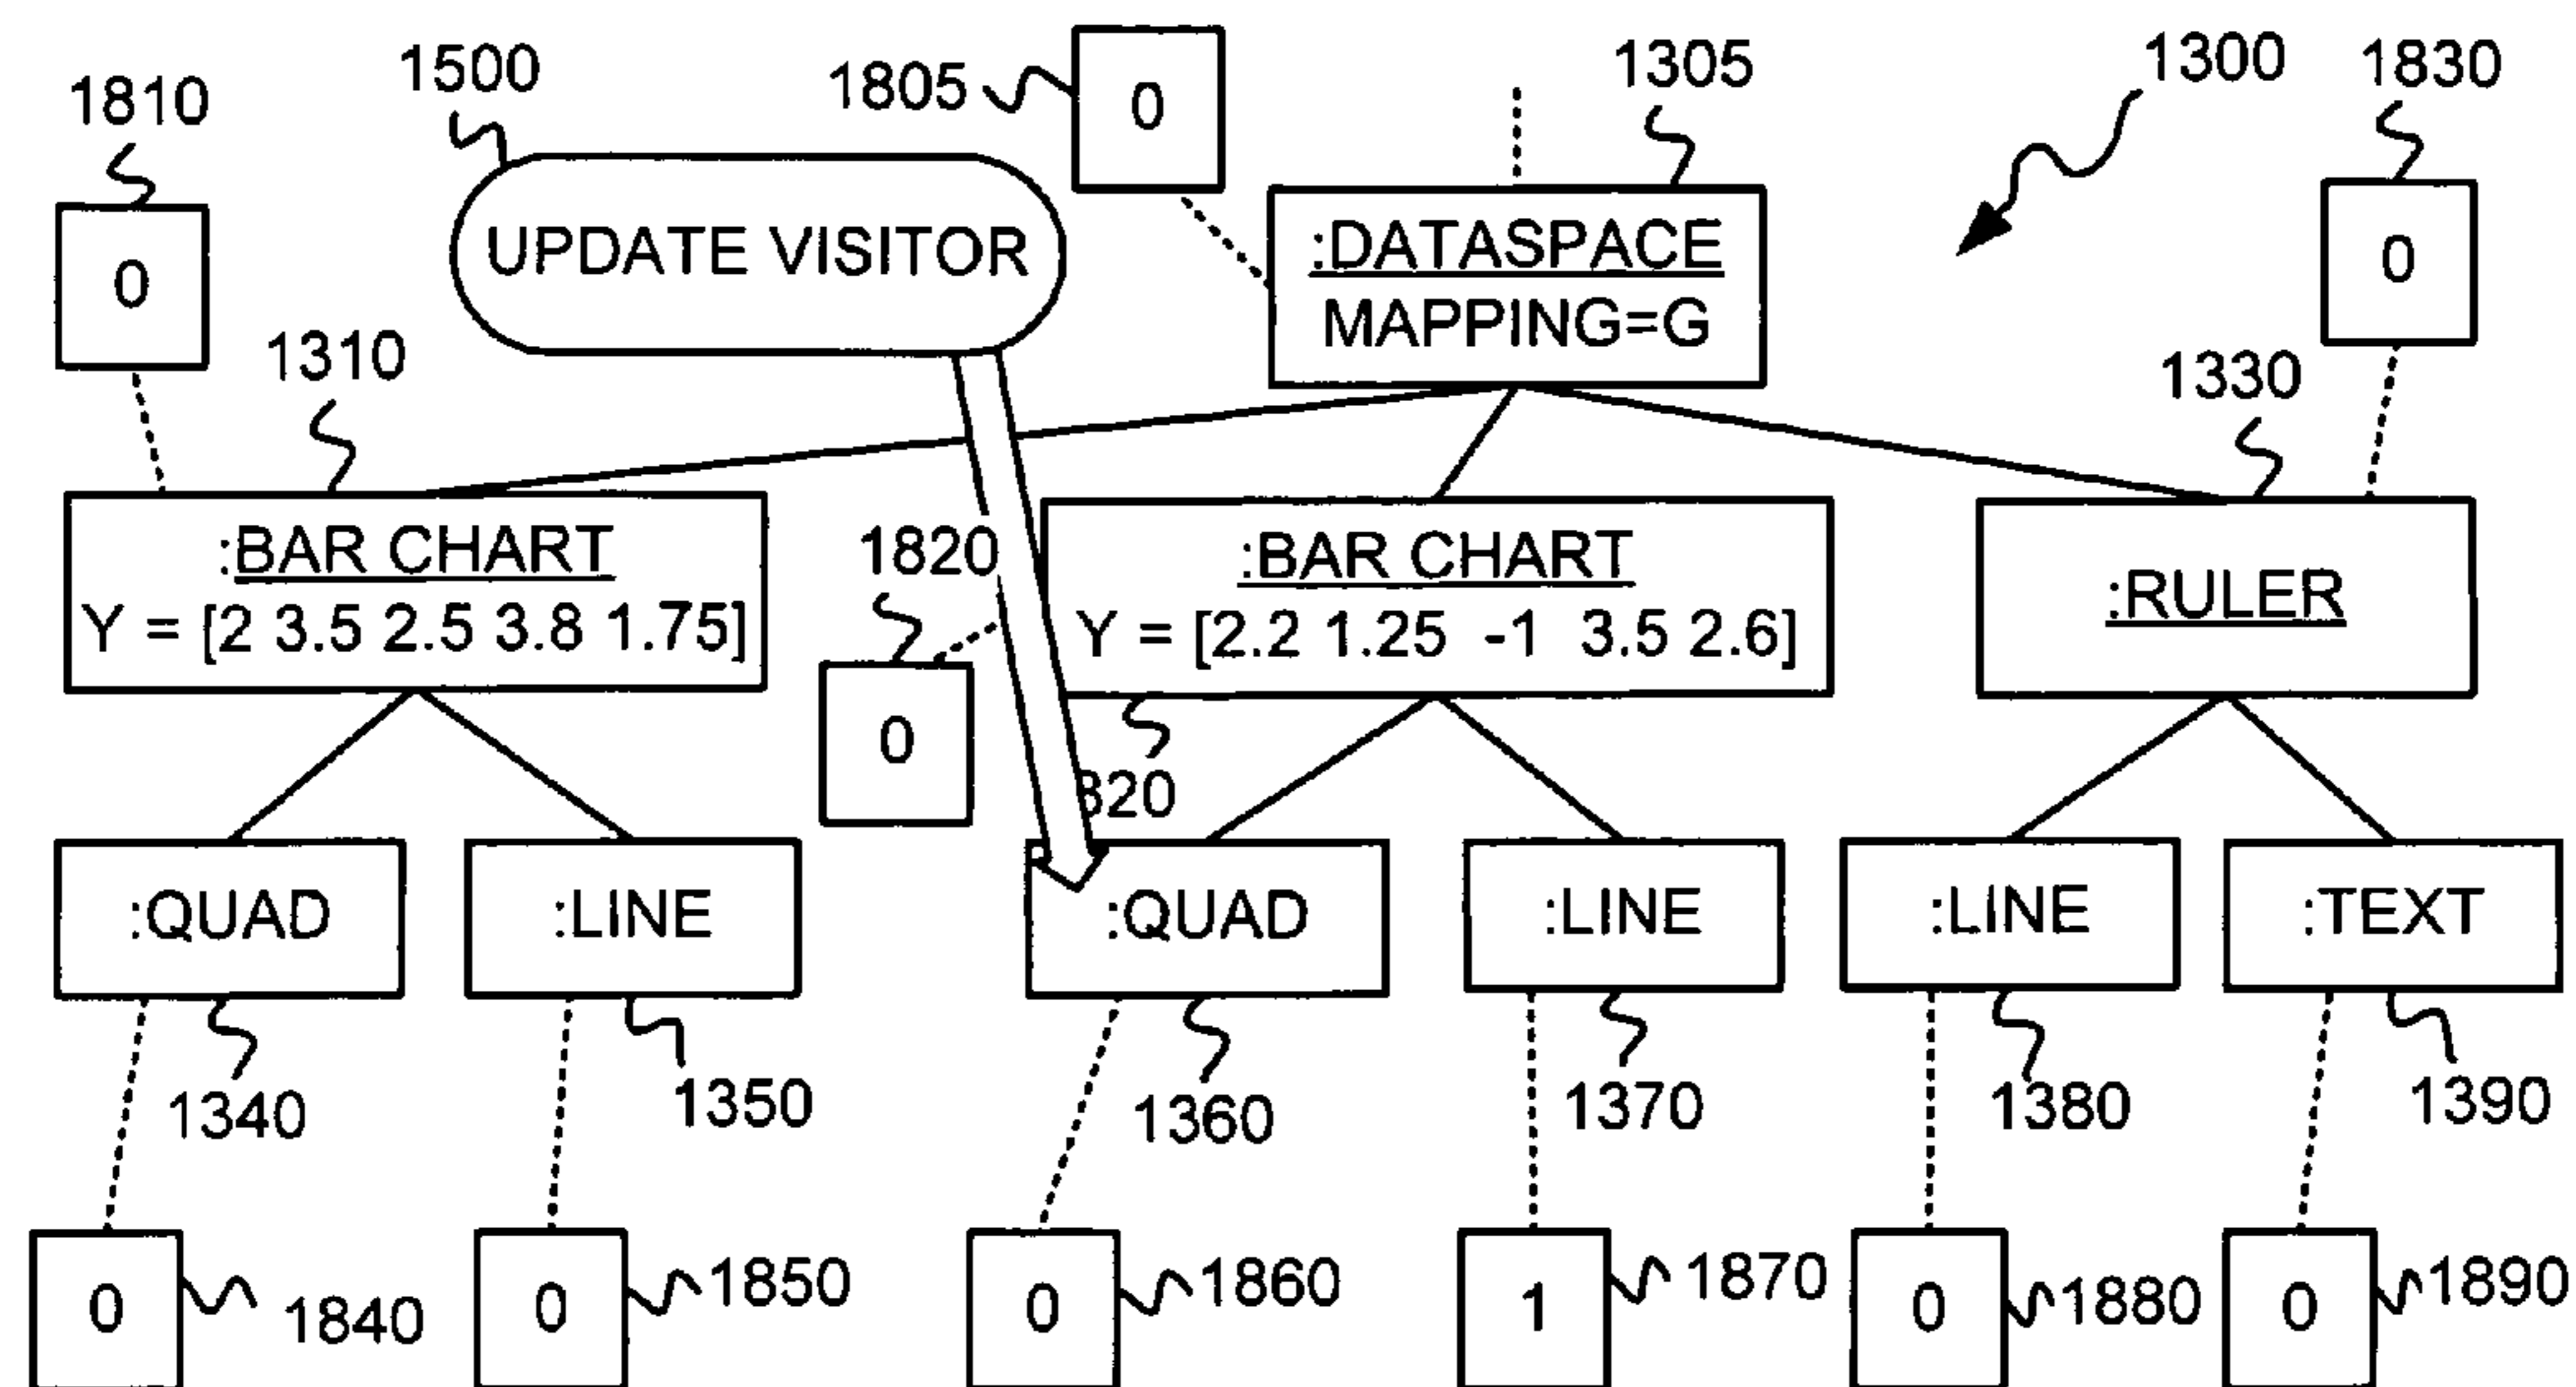 1810
1500
1805
0
1305
1300
1830
0
UPDATE VISITOR
:DATASPACE
MAPPING=G
0
1310
1330
:BAR CHART
Y = [2 3.5 2.5 3.8 1.75]
1820
:BAR CHART
Y = [2.2 1.25 -1 3.5 2.6]
:RULER
0
320
:QUAD
:LINE
:QUAD
:LINE
:LINE
:TEXT
1340
1350
1360
1370
1380
1390
0
1840
0
1850
0
1860
1
1870
0
1880
0
1890